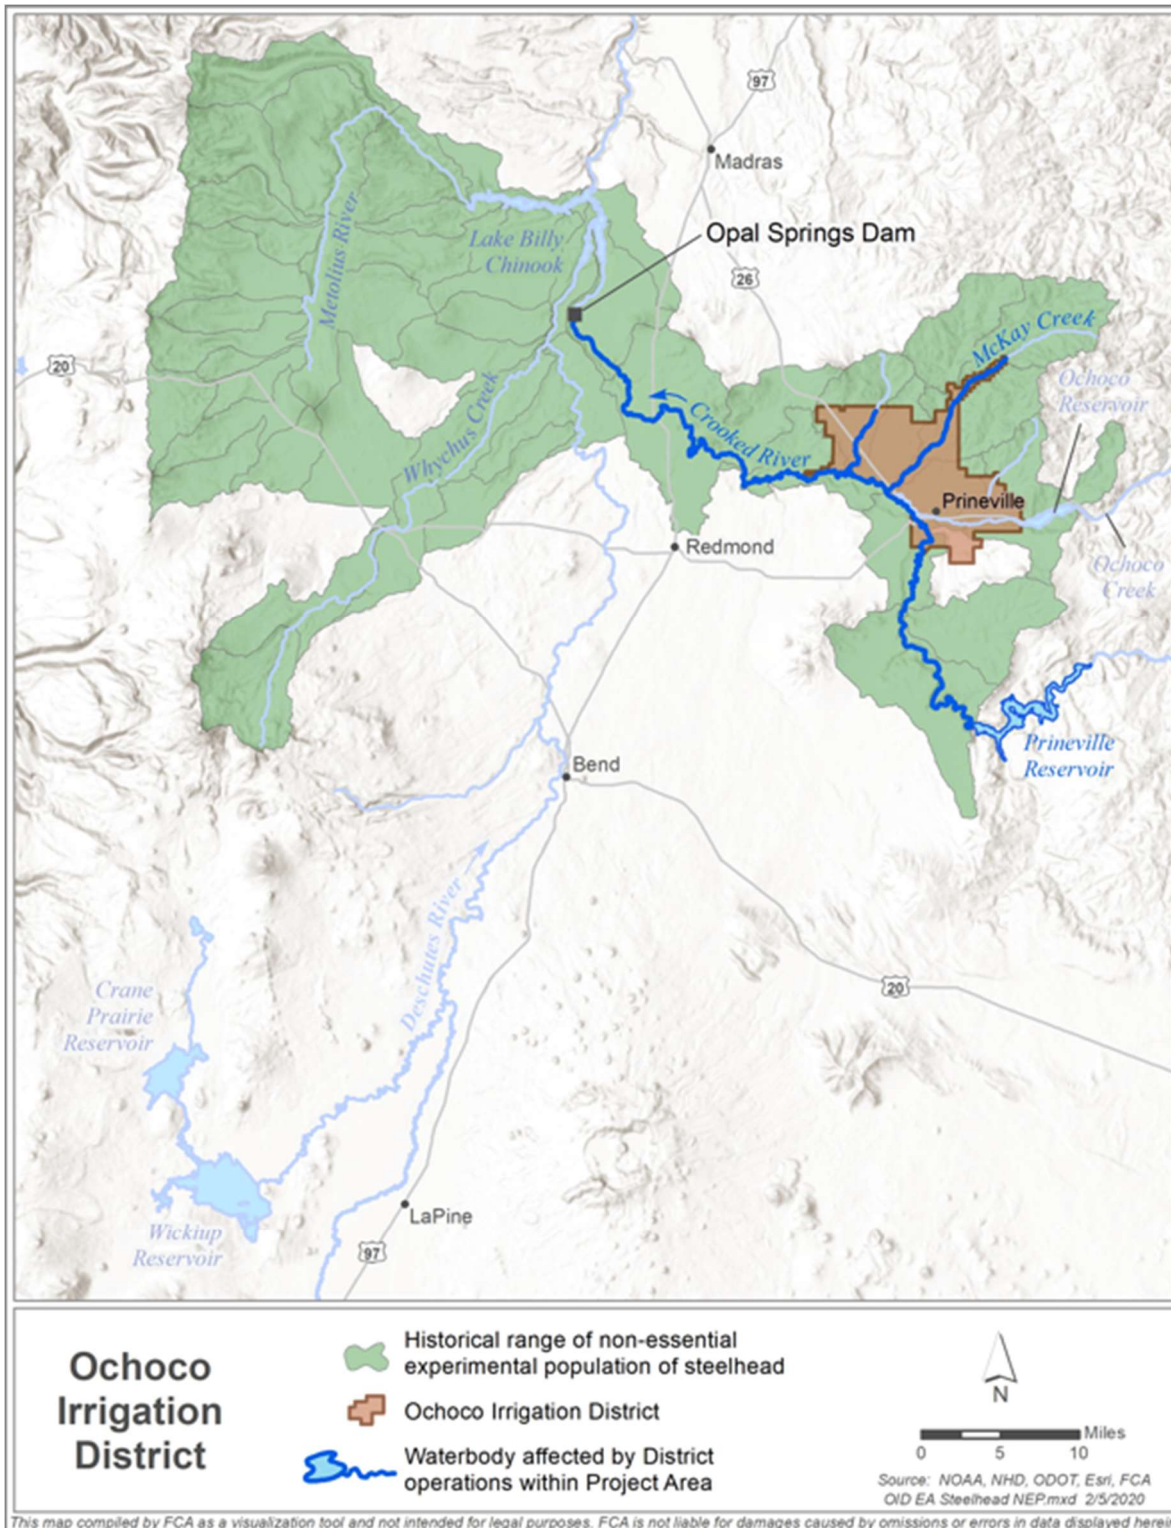 97
Madras
Opal Springs Dam
Lake Billy
Chinook
Metolius River
26
McKay Creek
20
Ochoco
Reservoir
Whychus Creek
Crooked River
Prineville
Redmond
Ochoco
Creek
Prineville
Reservoir
Bend
Deschutes River
20
Crane
Prairie
Reservoir
LaPine
Wickiup
Reservoir
97
Ochoco
Irrigation
District
Historical range of non-essential
experimental population of steelhead
Ochoco Irrigation District
Waterbody affected by District
operations within Project Area
N
Miles
0 5 10
Source: NOAA, NHD, ODOT, Esri, FCA
OID EA Steelhead NEP.mxd 2/5/2020
This map compiled by FCA as a visualization tool and not intended for legal purposes. FCA is not liable for damages caused by omissions or errors in data displayed here